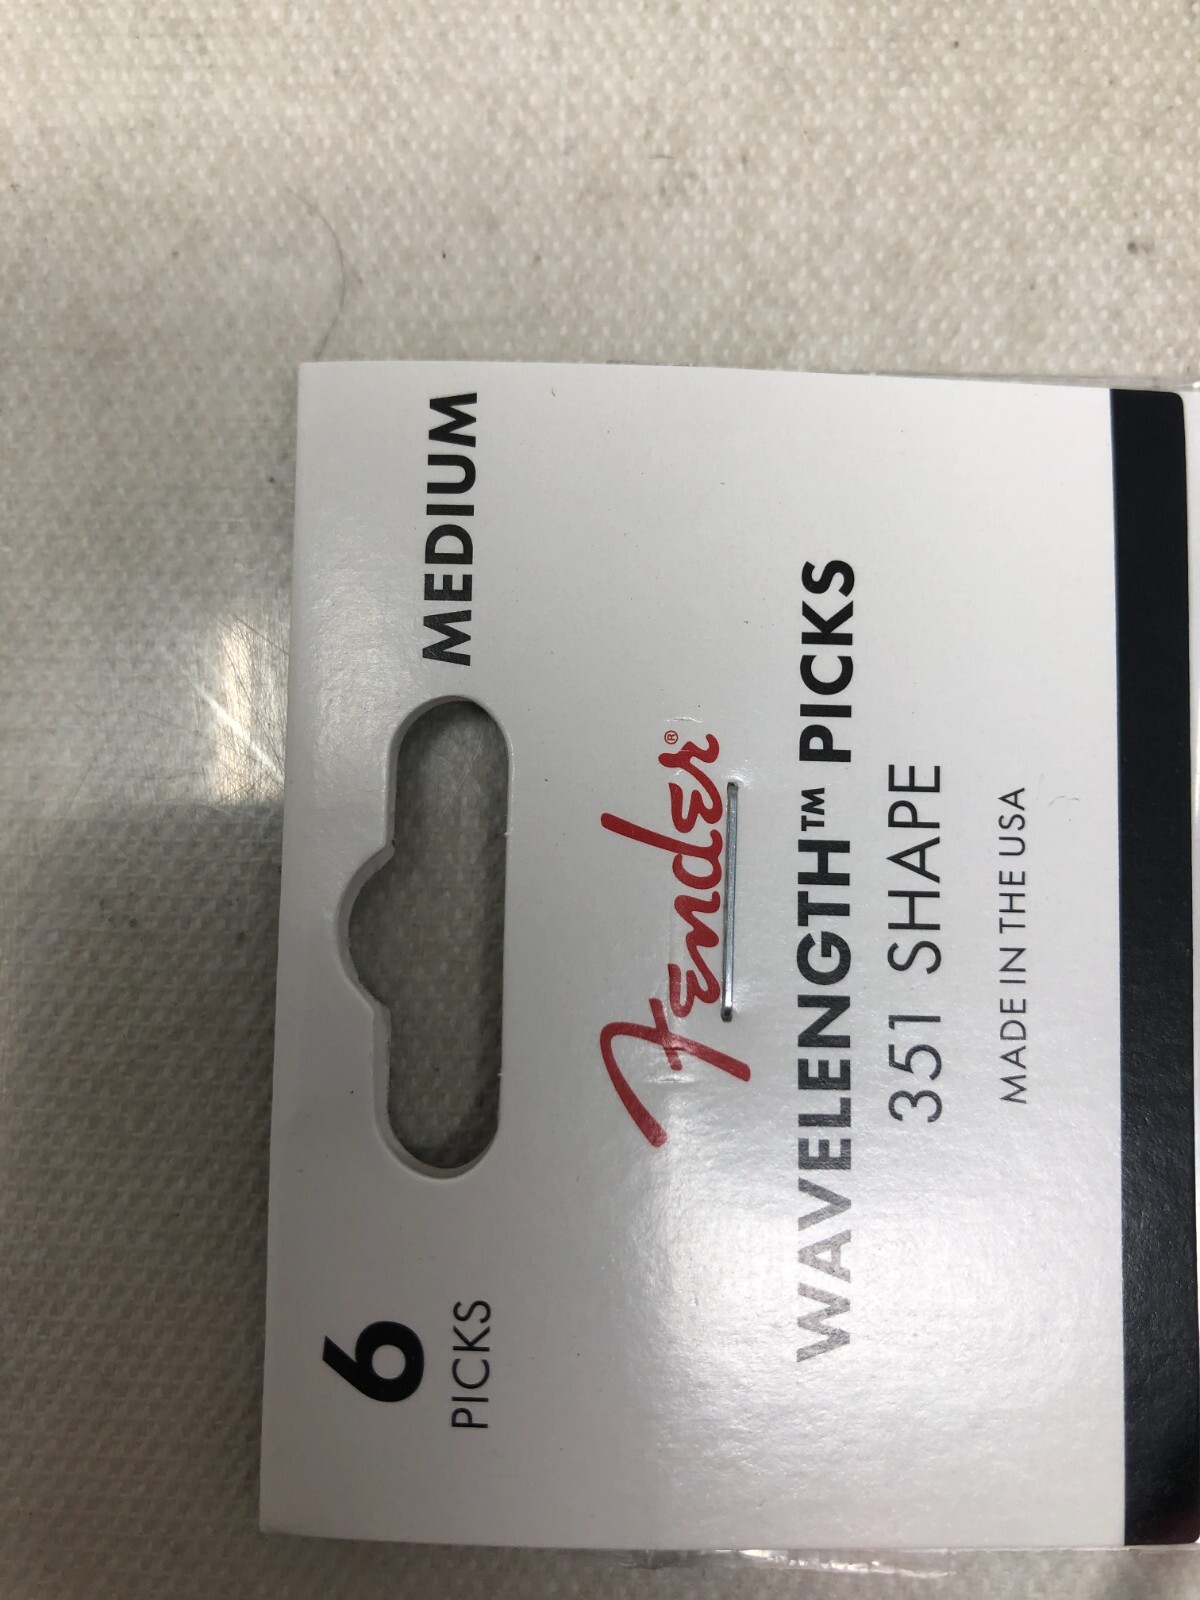 6
PICKS
MEDIUM
Fender®
WAVELENGTH™ PICKS
351 SHAPE
MADE IN THE USA